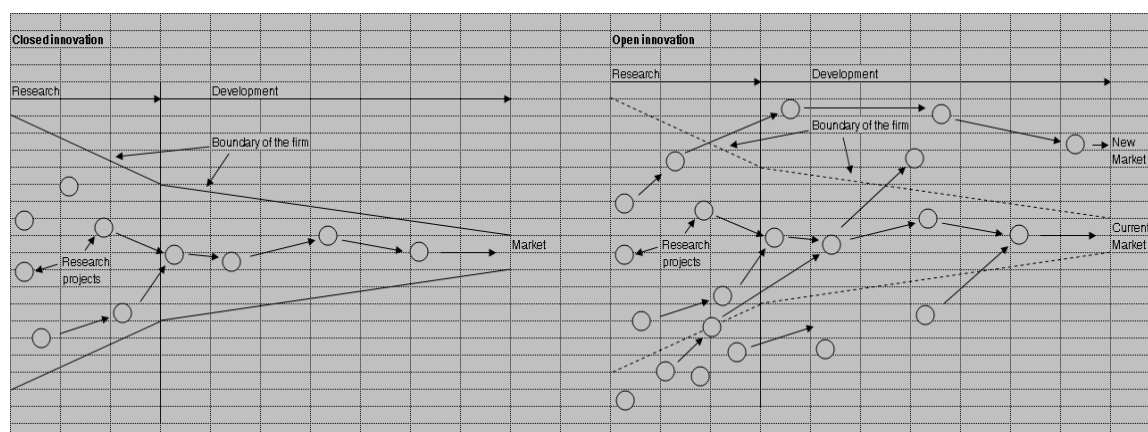 Closed innovation
Research
Development
Boundary of the firm
Research
projects
Market
Open innovation
Research
Development
Boundary of the firm
New
Market
Research
projects
Current
Market